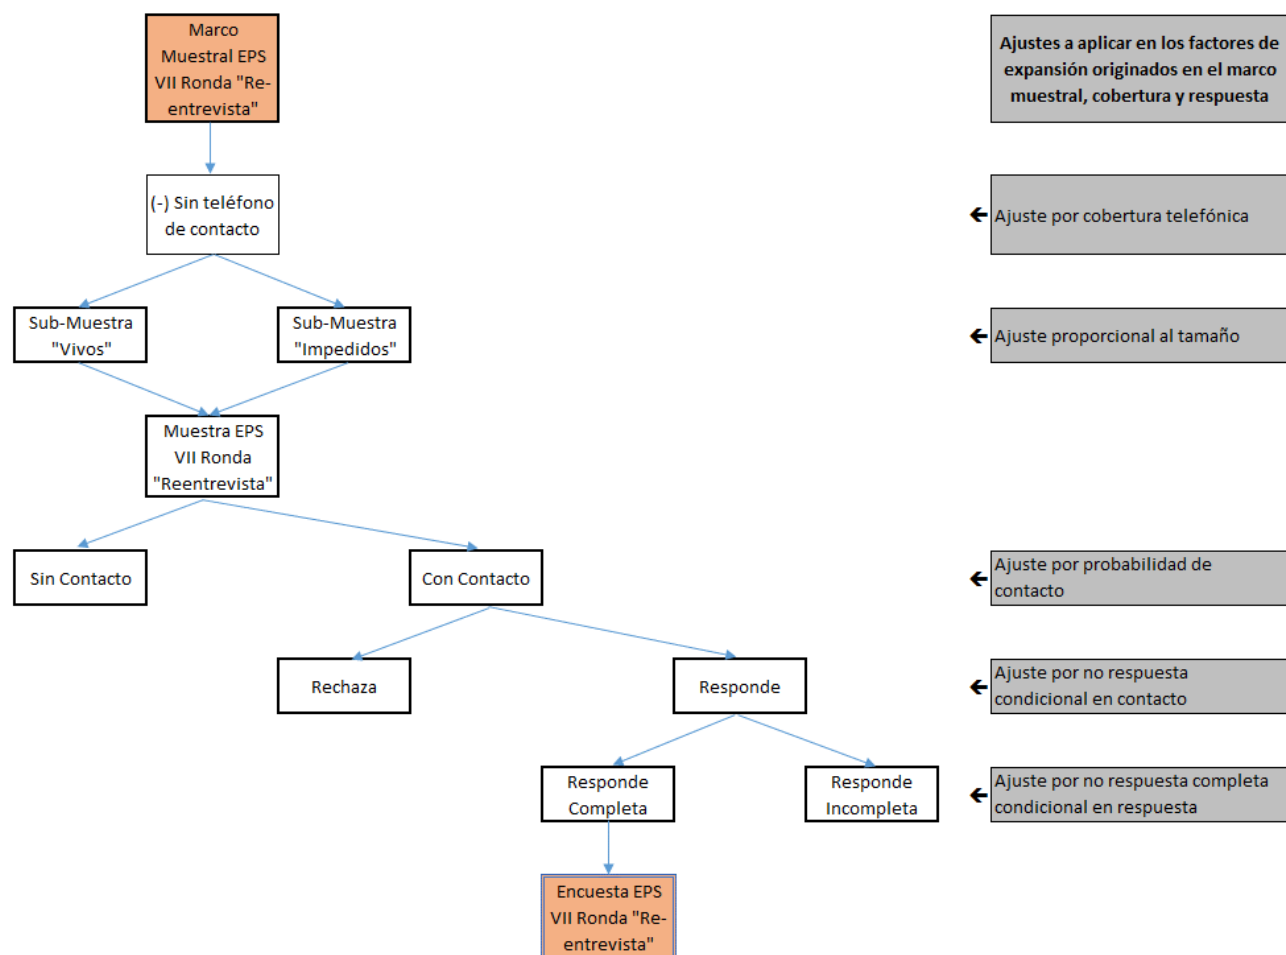 Marco
Muestral EPS
VII Ronda "Re-
entrevista"
Ajustes a aplicar en los factores de
expansión originados en el marco
muestral, cobertura y respuesta
(-) Sin teléfono
de contacto
Ajuste por cobertura telefónica
Sub-Muestra
"Vivos"
Sub-Muestra
"Impedidos"
Ajuste proporcional al tamaño
Muestra EPS
VII Ronda
"Reentrevista"
Sin Contacto
Con Contacto
Ajuste por probabilidad de
contacto
Rechaza
Responde
Ajuste por no respuesta
condicional en contacto
Responde
Completa
Responde
Incompleta
Ajuste por no respuesta completa
condicional en respuesta
Encuesta EPS
VII Ronda "Re-
entrevista"